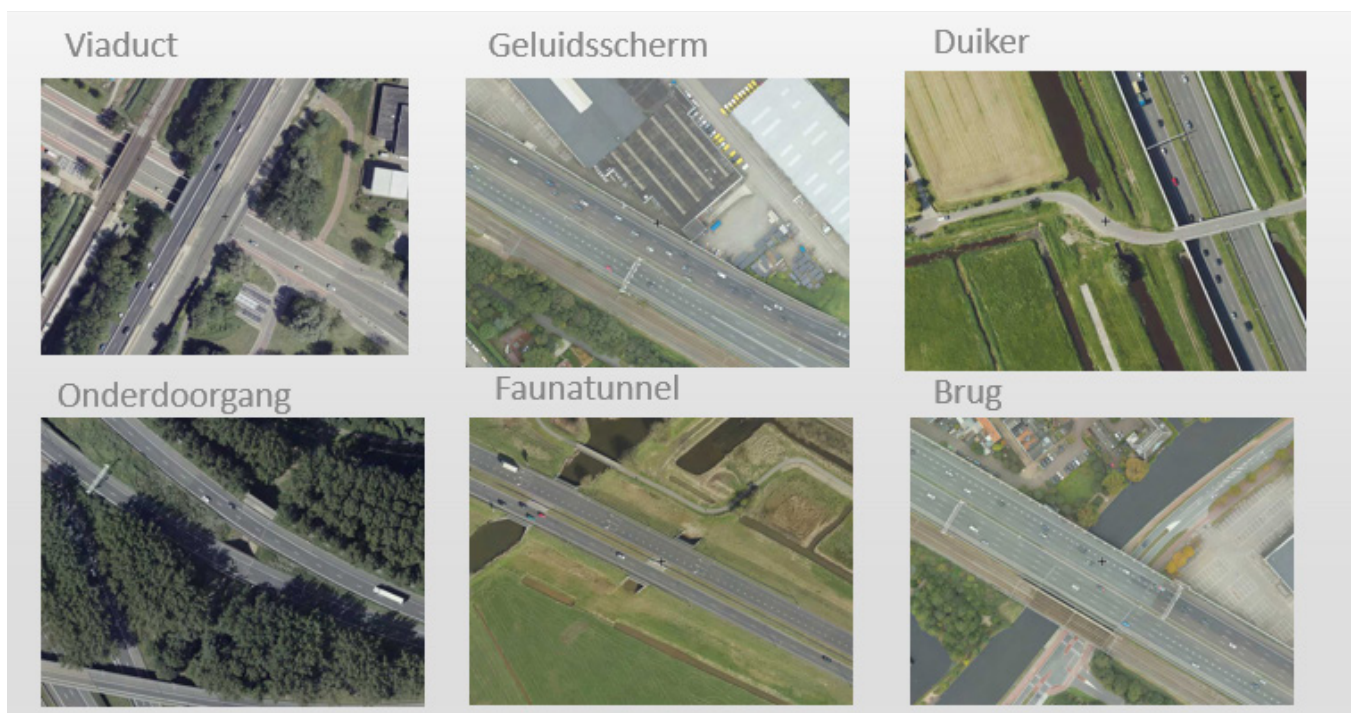 Viaduct
Geluidsscherm
Duiker
Onderdoorgang
Faunatunnel
Brug